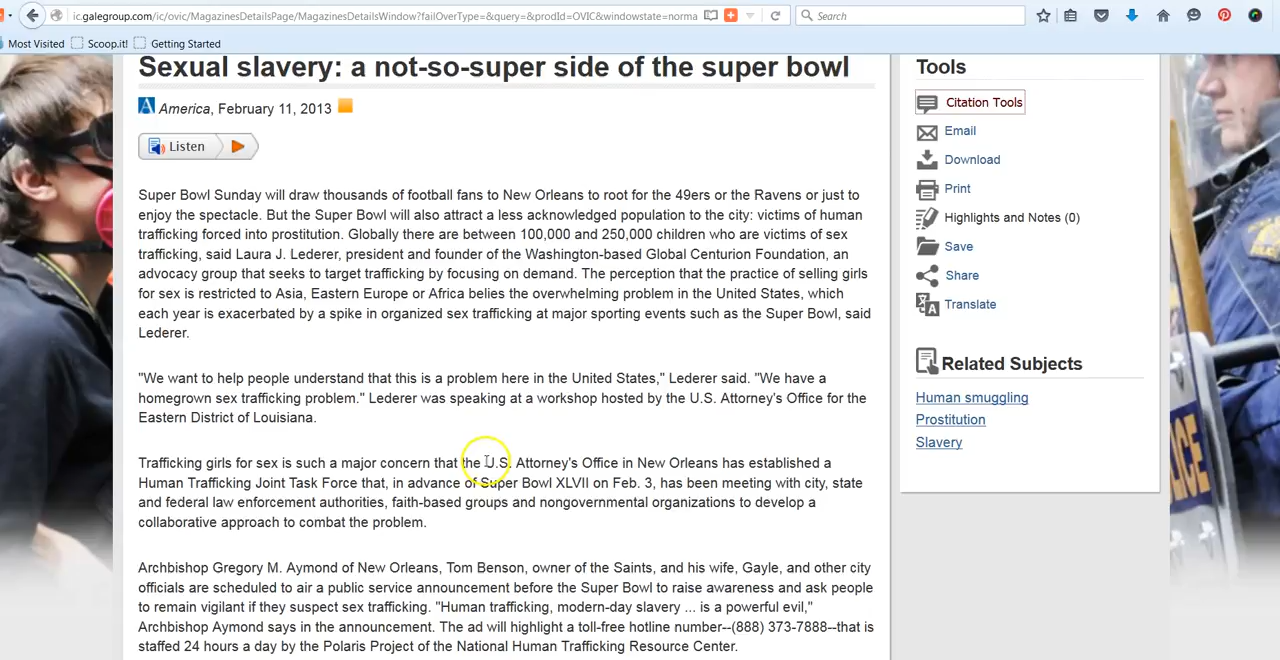 ic.galegroup.com/ic/ovic/MagazinesDetailsPage/MagazinesDetailsWindow?failOverType=&query=&prodId=OVIC&windowstate=norma
Search
Most Visited
Scoop.it!
Getting Started
Sexual slavery: a not-so-super side of the super bowl
America, February 11, 2013
Listen
Super Bowl Sunday will draw thousands of football fans to New Orleans to root for the 49ers or the Ravens or just to
enjoy the spectacle. But the Super Bowl will also attract a less acknowledged population to the city: victims of human
trafficking forced into prostitution. Globally there are between 100,000 and 250,000 children who are victims of sex
trafficking, said Laura J. Lederer, president and founder of the Washington-based Global Centurion Foundation, an
advocacy group that seeks to target trafficking by focusing on demand. The perception that the practice of selling girls
for sex is restricted to Asia, Eastern Europe or Africa belies the overwhelming problem in the United States, which
each year is exacerbated by a spike in organized sex trafficking at major sporting events such as the Super Bowl, said
Lederer.
"We want to help people understand that this is a problem here in the United States," Lederer said. "We have a
homegrown sex trafficking problem." Lederer was speaking at a workshop hosted by the U.S. Attorney's Office for the
Eastern District of Louisiana.
Trafficking girls for sex is such a major concern that the U.S. Attorney's Office in New Orleans has established a
Human Trafficking Joint Task Force that, in advance of Super Bowl XLVII on Feb. 3, has been meeting with city, state
and federal law enforcement authorities, faith-based groups and nongovernmental organizations to develop a
collaborative approach to combat the problem.
Archbishop Gregory M. Aymond of New Orleans, Tom Benson, owner of the Saints, and his wife, Gayle, and other city
officials are scheduled to air a public service announcement before the Super Bowl to raise awareness and ask people
to remain vigilant if they suspect sex trafficking. "Human trafficking, modern-day slavery ... is a powerful evil,"
Archbishop Aymond says in the announcement. The ad will highlight a toll-free hotline number--(888) 373-7888--that is
staffed 24 hours a day by the Polaris Project of the National Human Trafficking Resource Center.
Tools
Citation Tools
Email
Download
Print
Highlights and Notes (0)
Save
Share
Translate
Related Subjects
Human smuggling
Prostitution
Slavery
POLICE